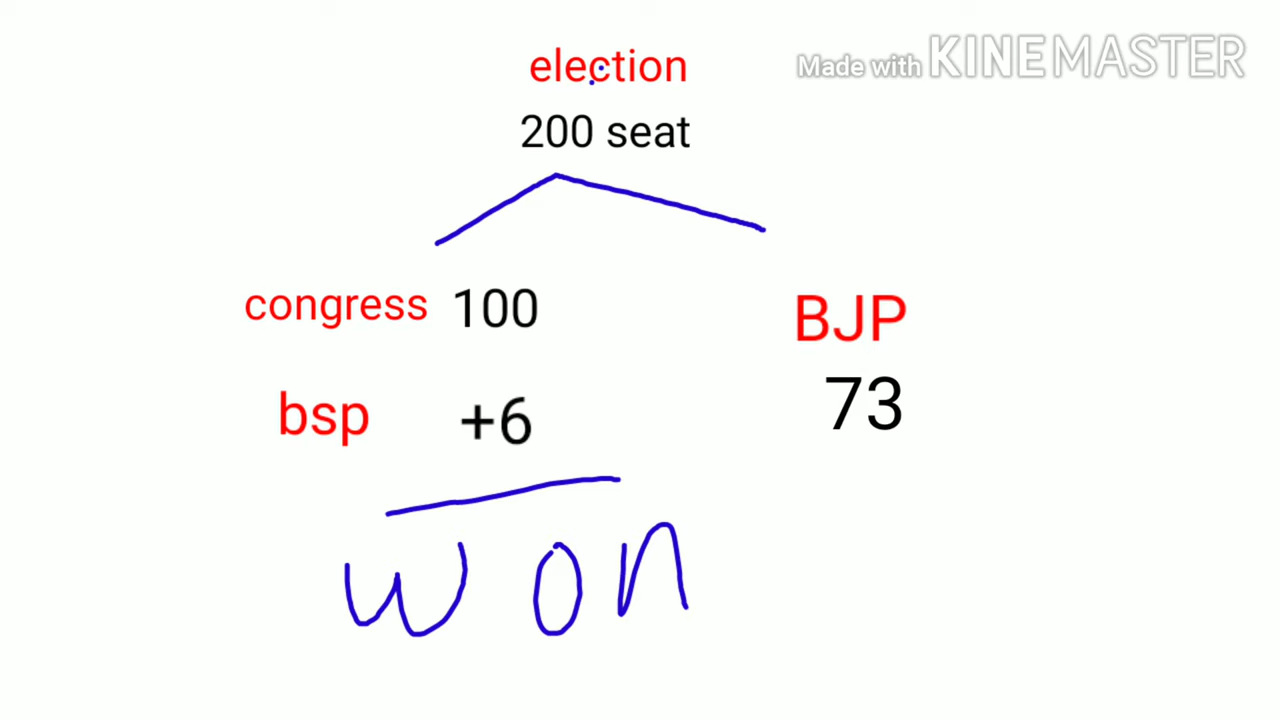 election
Made with KINEMASTER
200 seat
congress 100
BJP
73
bsp +6
won